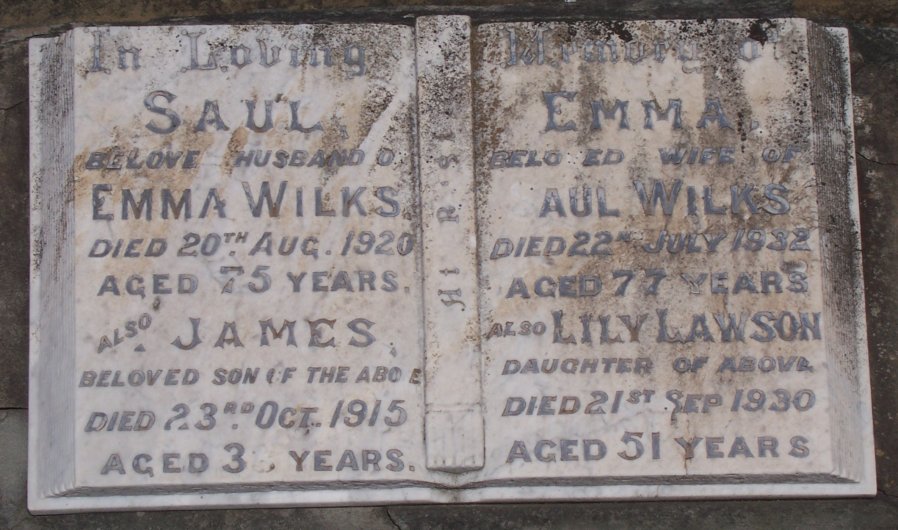 In Loving
SAUL,
BELOVE HUSBAND O
EMMA WILKS
DIED 20TH AUG. 1920
AGED 75 YEARS.
ALSO JAMES,
BELOVED SON OF THE ABO E
DIED 23RD OCT. 1915
AGED YEARS.
At Rest
Memory of
EMMA,
BELO ED WIFE OF
AUL WILKS
DIED 22ND JULY 1932
AGED 77 YEARS
ALSO LILY LAWSON
DAUGHTER OF ABOVE
DIED 21ST SEP 1930
AGED 51 YEARS